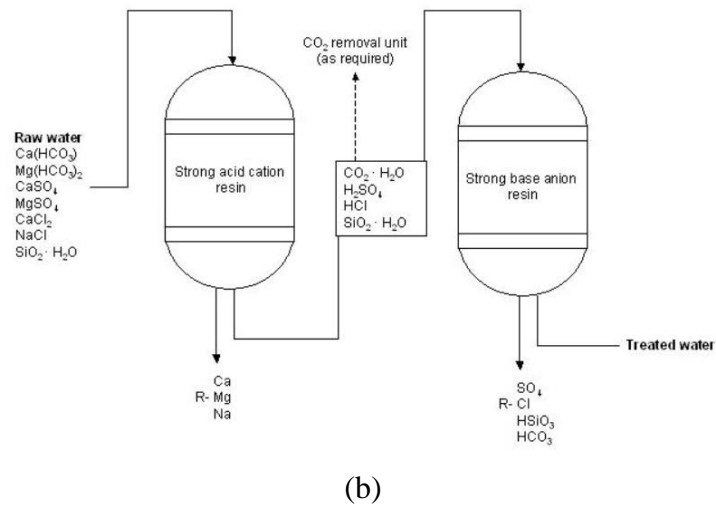 CO₂ removal unit
(as required)
Raw water
Ca(HCO₃)
Mg(HCO₃)₂
CaSO₄
MgSO₄
CaCl₂
NaCl
SiO₂ · H₂O
Strong acid cation
resin
CO₂ · H₂O
H₂SO₄
HCl
SiO₂ · H₂O
Strong base anion
resin
Treated water
Ca
R- Mg
Na
SO₄
R- Cl
HSiO₃
HCO₃
(b)